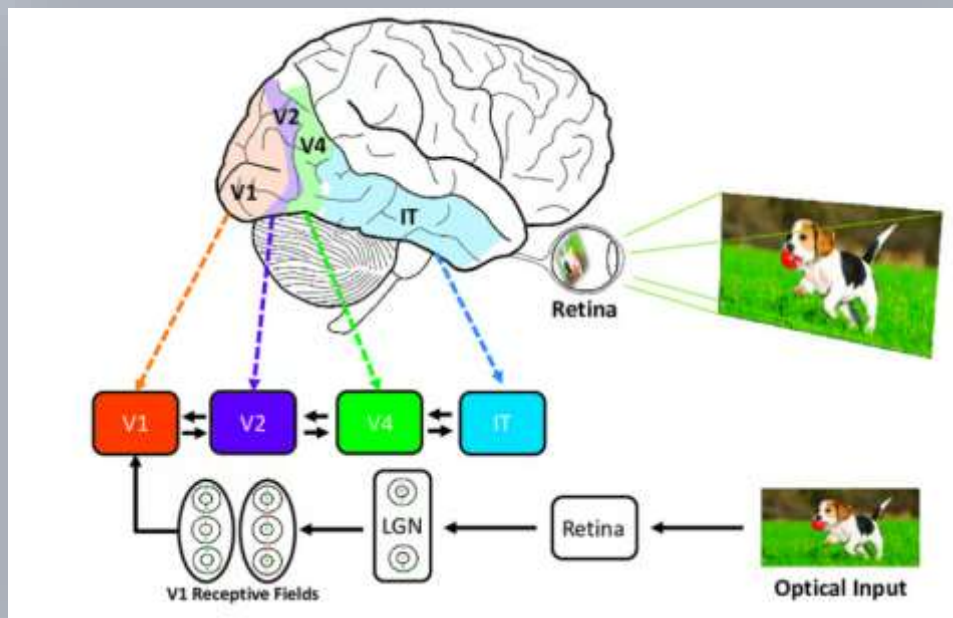 V2
V4
V1
IT
Retina
V1
V2
V4
IT
LGN
Retina
V1 Receptive Fields
Optical Input